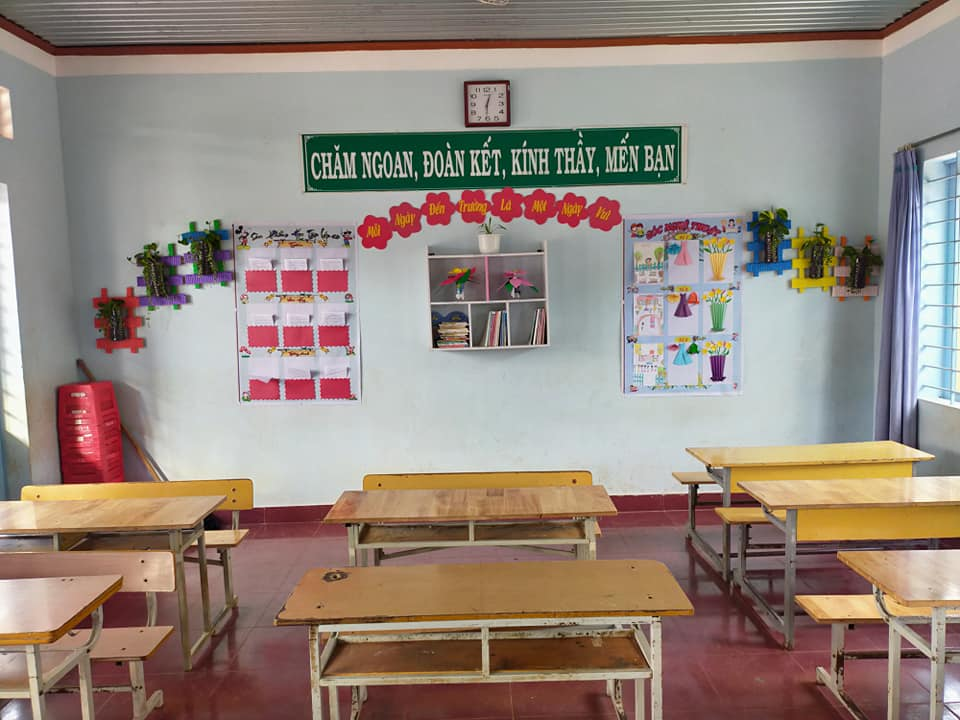 CHĂM NGOAN, ĐOÀN KẾT, KÍNH THẦY, MẾN BẠN
Mỗi Ngày Đến Trường Là Một Ngày Vui